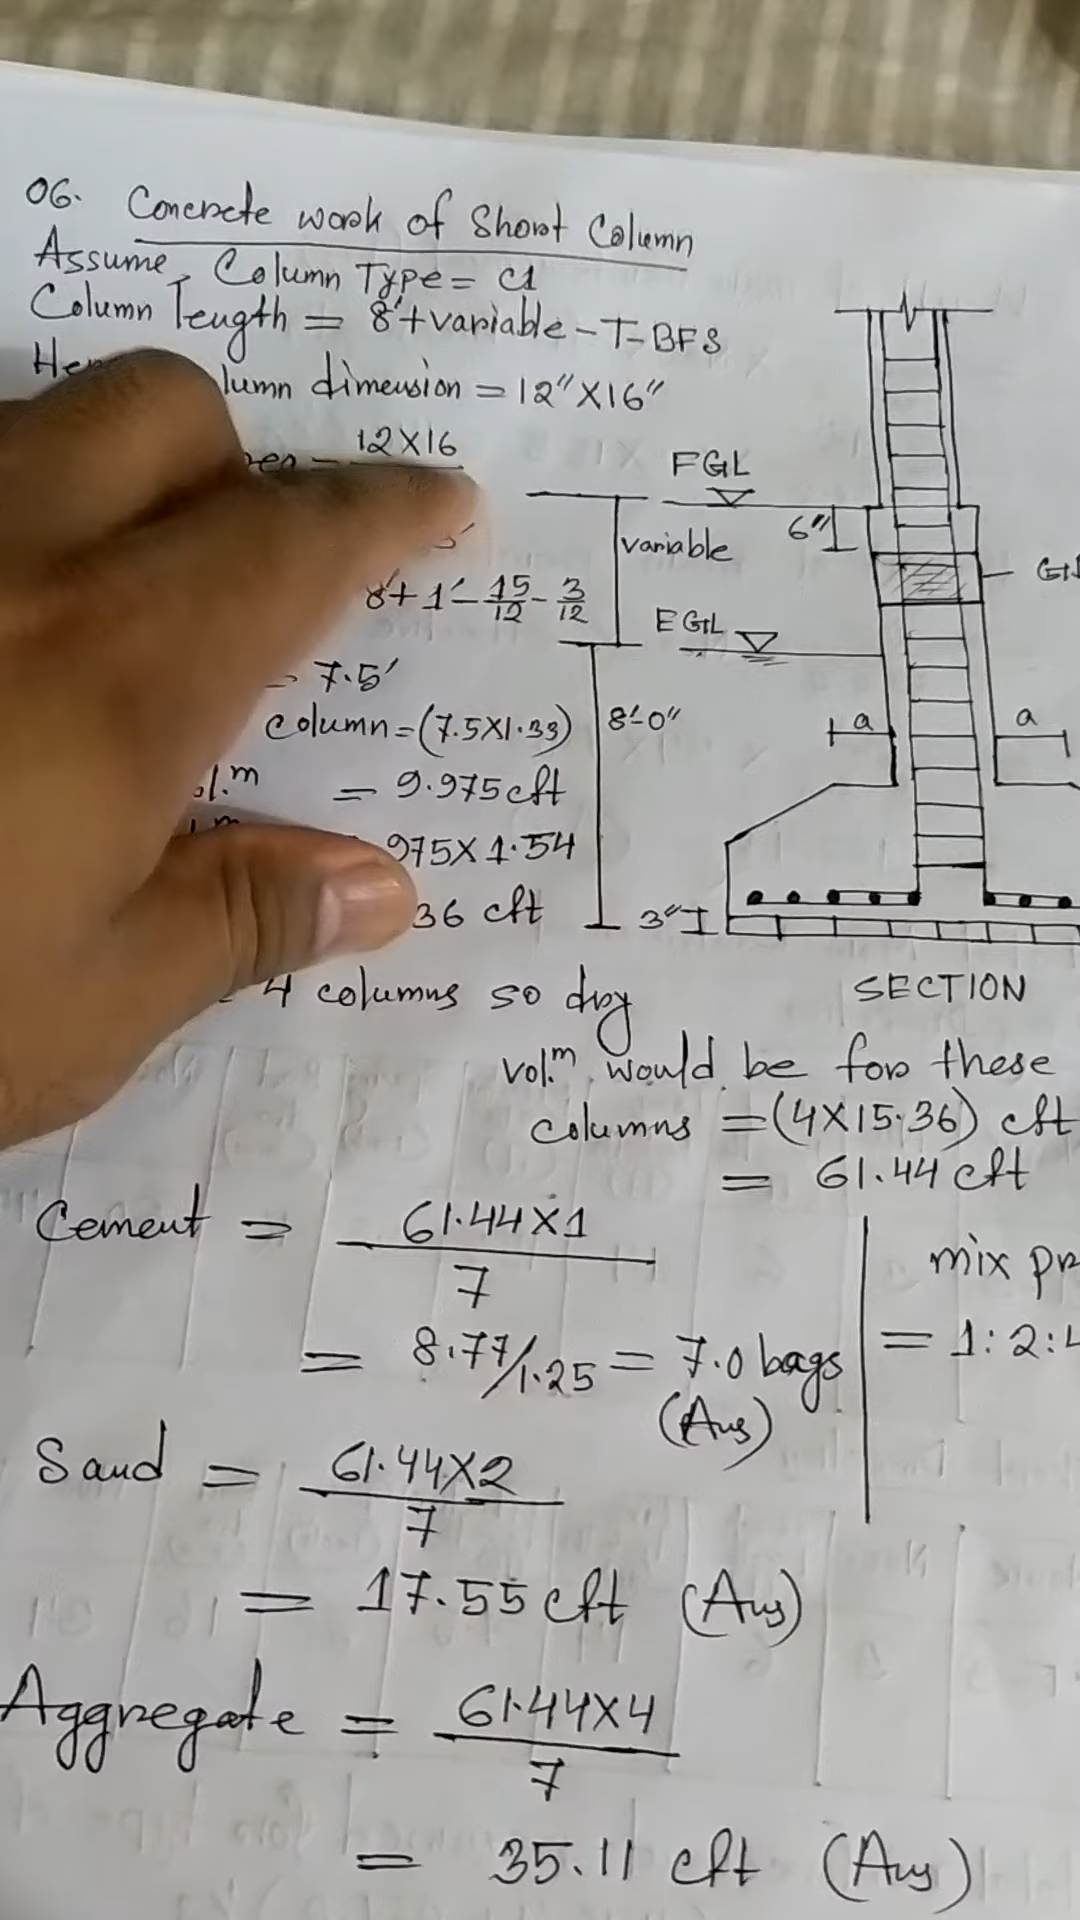 06. Concrete work of Short Column
Assume, Column Type = C1
Column length = 8'+variable-T-BFS
lumn dimension = 12"X16"
12X16
8'+1'-15/12-3/12
= 7.5'
column=(7.5X1.33)
= 9.975 cft
975X1.54
36 cft
4 columns so dry
vol.m would be for these
columns =(4X15.36) cft
= 61.44 cft
FGL
6"
variable
EGL
8'-0"
a
a
3"
SECTION
Cement = 61.44X1/7
= 8.77/1.25 = 7.0 bags
(Ans)
mix pr
= 1:2:4
Sand = 61.44X2/7
= 17.55 cft (Ans)
Aggregate = 61.44X4/7
= 35.11 cft (Ans)